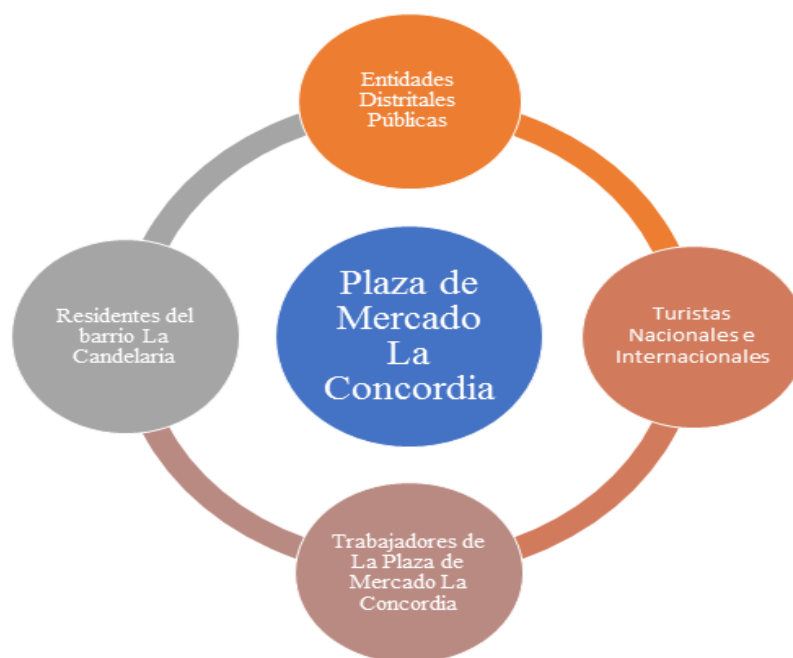 Entidades
Distritales
Públicas
Plaza de
Mercado
La
Concordia
Residentes del
barrio La
Candelaria
Turistas
Nacionales e
Internacionales
Trabajadores de
La Plaza de
Mercado La
Concordia